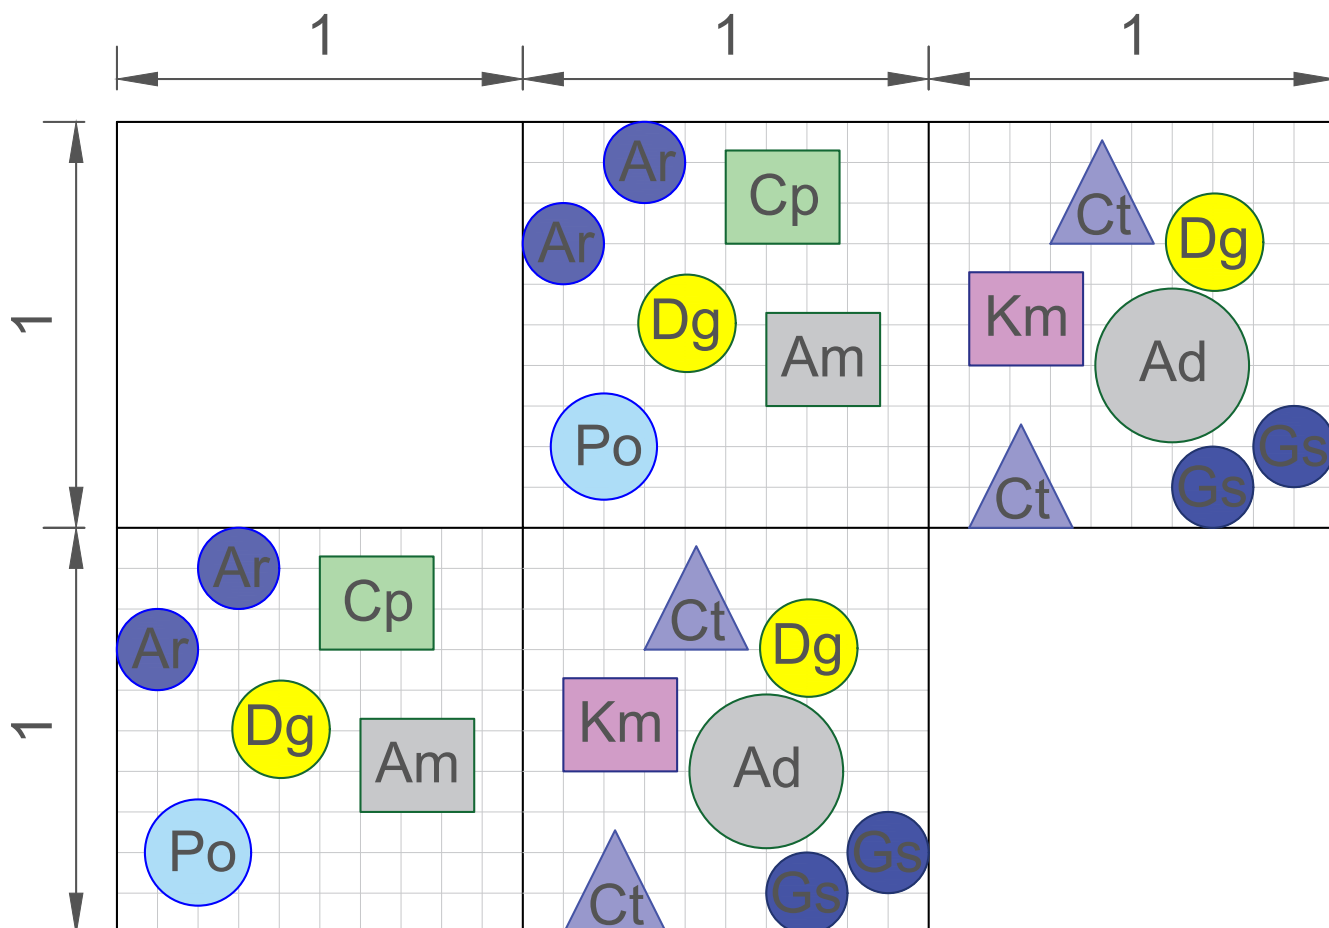 1 1 1
Ar Cp
Ct
Ar Dg
1 Dg Km
Am Ad
Po Gs
Gs
Ct
Ar Cp Ct
Ar Dg
1 Dg Km
Am Ad
Po Gs
Gs
Ct